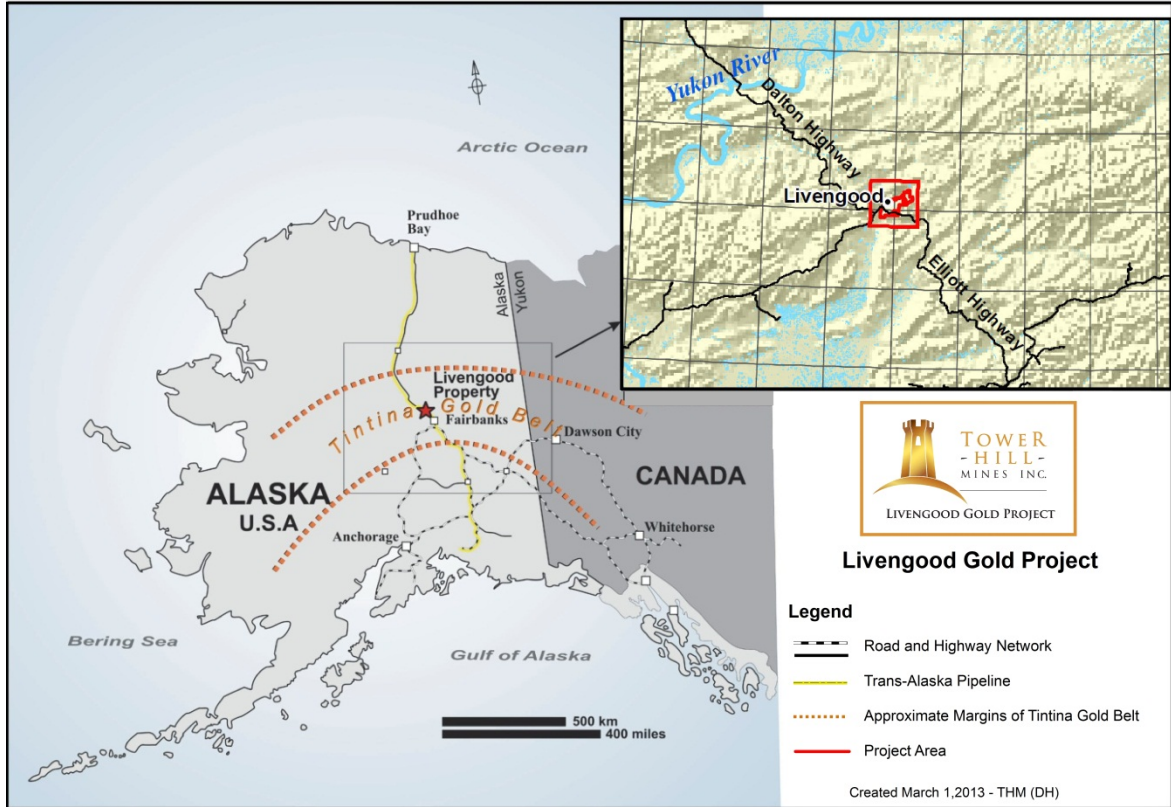 Arctic Ocean
Prudhoe
Bay
Alaska
Yukon
Livengood
Property
Tintina Gold Belt
Fairbanks
Dawson City
ALASKA
U.S.A
CANADA
Anchorage
Whitehorse
Bering Sea
Gulf of Alaska
500 km
400 miles
Yukon River
Dalton Highway
Livengood
Elliott Highway
TOWER
- HILL -
MINES INC.
LIVENGOOD GOLD PROJECT
Livengood Gold Project
Legend
Road and Highway Network
Trans-Alaska Pipeline
Approximate Margins of Tintina Gold Belt
Project Area
Created March 1,2013 - THM (DH)